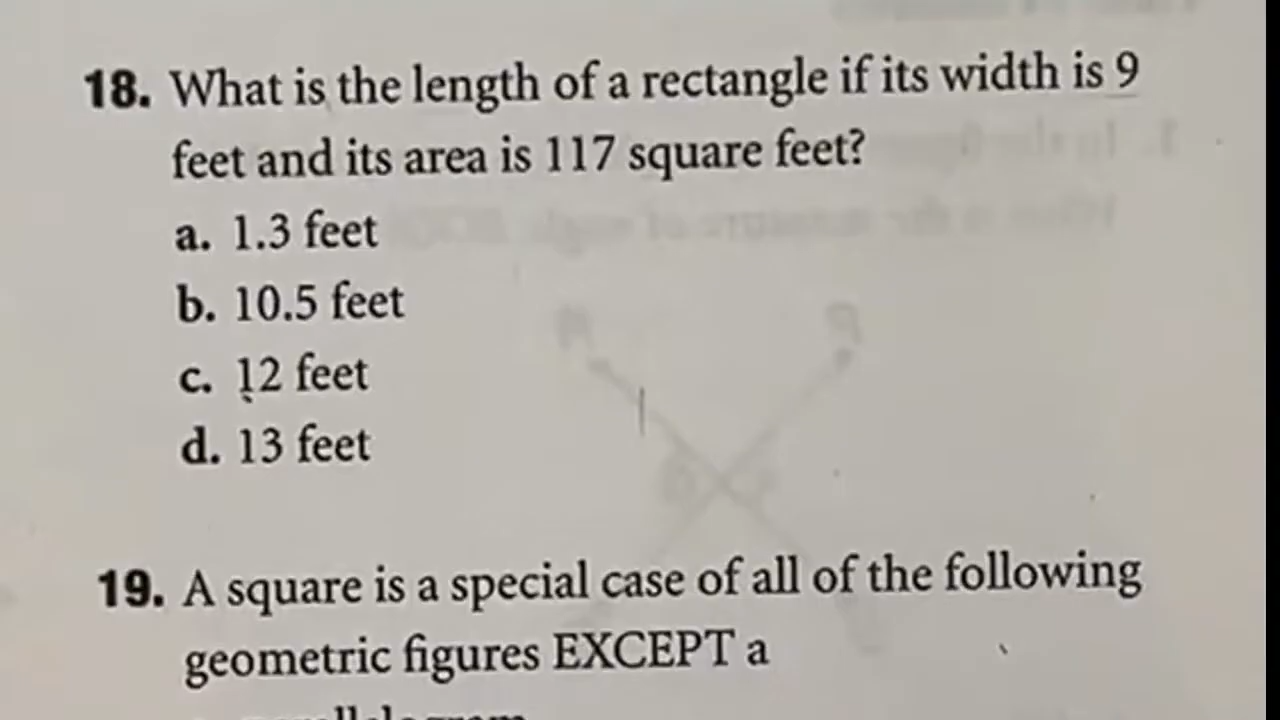 18. What is the length of a rectangle if its width is 9
feet and its area is 117 square feet?
a. 1.3 feet
b. 10.5 feet
c. 12 feet
d. 13 feet
19. A square is a special case of all of the following
geometric figures EXCEPT a